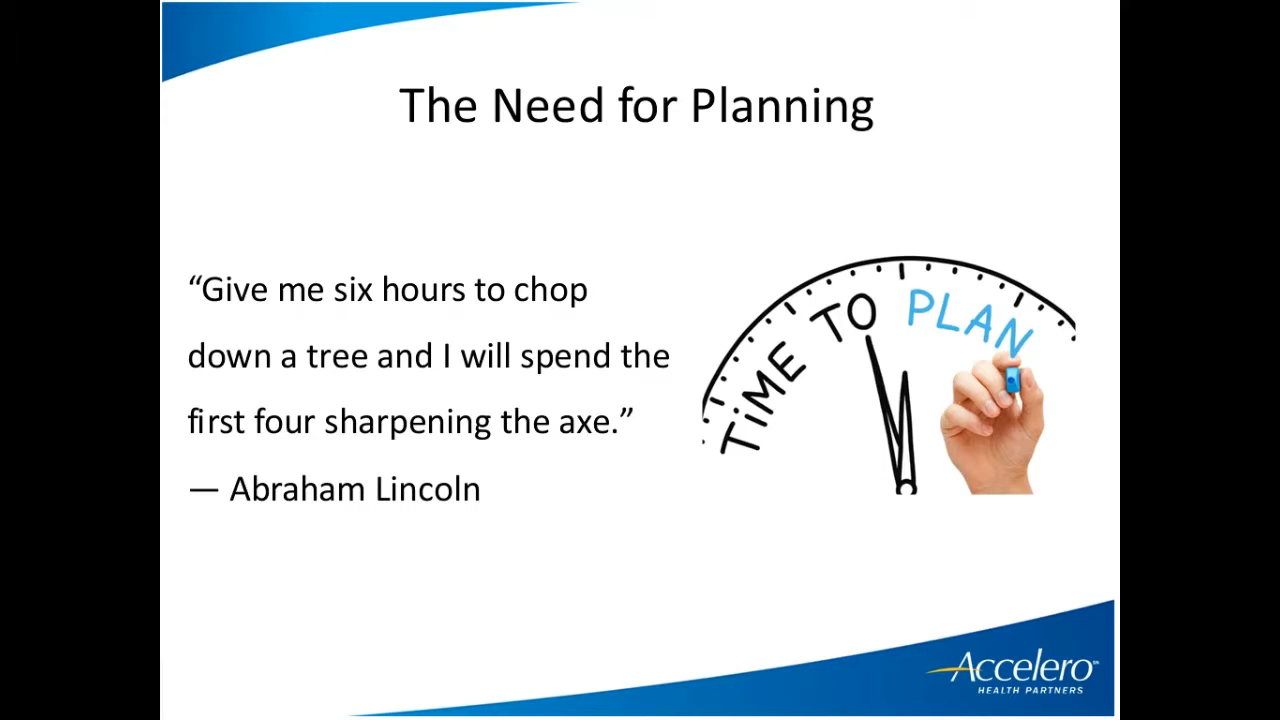 The Need for Planning
“Give me six hours to chop
down a tree and I will spend the
first four sharpening the axe.”
— Abraham Lincoln
TiME TO PLAN
Accelero
HEALTH PARTNERS